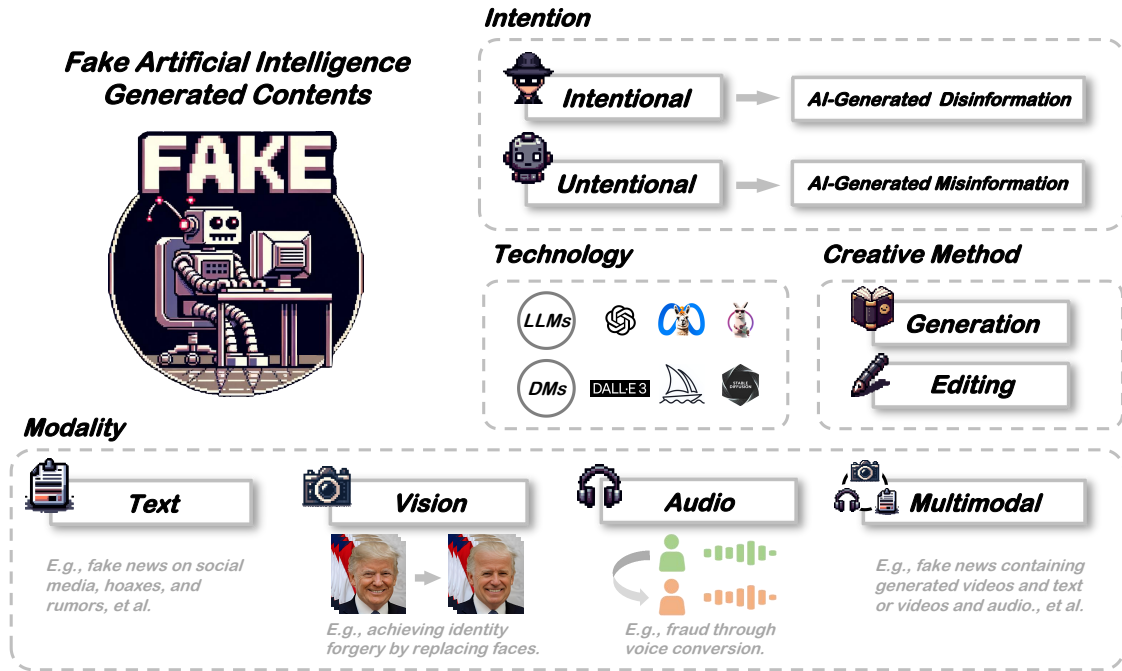 Fake Artificial Intelligence
Generated Contents
FAKE
Intention
Intentional
AI-Generated Disinformation
Untentional
AI-Generated Misinformation
Technology
LLMs
DMs
DALL·E 3
STABLE
DIFFUSION
Creative Method
Generation
Editing
Modality
Text
E.g., fake news on social
media, hoaxes, and
rumors, et al.
Vision
E.g., achieving identity
forgery by replacing faces.
Audio
E.g., fraud through
voice conversion.
Multimodal
E.g., fake news containing
generated videos and text
or videos and audio., et al.